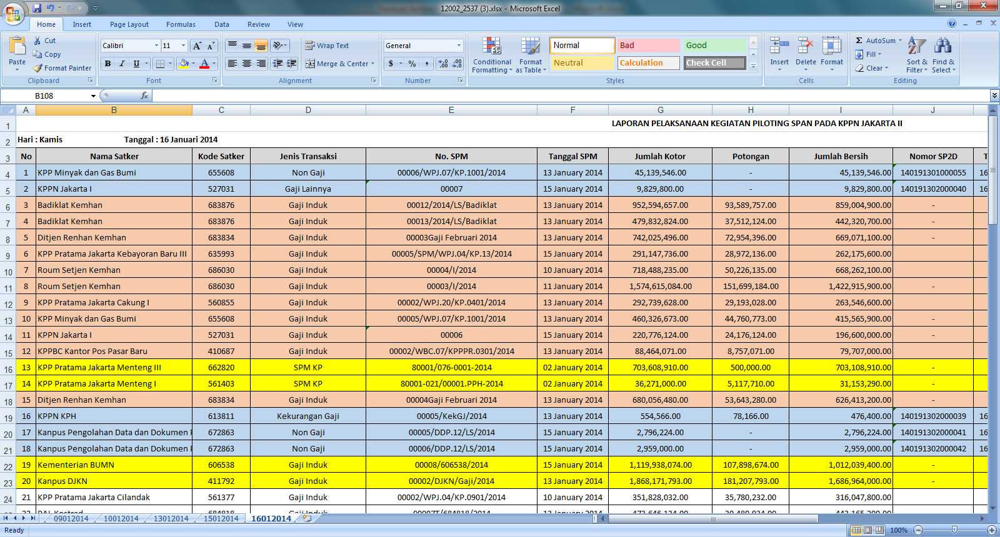 12002_2537 (3).xlsx - Microsoft Excel
Home Insert Page Layout Formulas Data Review View
Paste Cut Copy Format Painter Clipboard
Calibri 11 A A B I U A Font
Wrap Text Merge & Center Alignment
General $ % , Number
Conditional Formatting Format as Table Normal Bad Good Neutral Calculation Check Cell Styles
Insert Delete Format Cells
Σ AutoSum Fill Clear Sort & Filter Find & Select Editing
B108 fx
A B C D E F G H I J
1 LAPORAN PELAKSANAAN KEGIATAN PILOTING SPAN PADA KPPN JAKARTA II
2 Hari : Kamis Tanggal : 16 Januari 2014
3 No Nama Satker Kode Satker Jenis Transaksi No. SPM Tanggal SPM Jumlah Kotor Potongan Jumlah Bersih Nomor SP2D T
4 1 KPP Minyak dan Gas Bumi 655608 Non Gaji 00006/WPJ.07/KP.1001/2014 13 January 2014 45,139,546.00 - 45,139,546.00 140191301000055 16
5 2 KPPN Jakarta I 527031 Gaji Lainnya 00007 15 January 2014 9,829,800.00 - 9,829,800.00 140191302000040 16
6 3 Badiklat Kemhan 683876 Gaji Induk 00012/2014/LS/Badiklat 13 January 2014 952,594,657.00 93,589,757.00 859,004,900.00 -
7 4 Badiklat Kemhan 683876 Gaji Induk 00013/2014/LS/Badiklat 13 January 2014 479,832,824.00 37,512,124.00 442,320,700.00 -
8 5 Ditjen Renhan Kemhan 683834 Gaji Induk 00003Gaji Februari 2014 13 January 2014 742,025,496.00 72,954,396.00 669,071,100.00 -
9 6 KPP Pratama Jakarta Kebayoran Baru III 635993 Gaji Induk 00005/SPM/WPJ.04/KP.13/2014 15 January 2014 291,147,736.00 28,972,136.00 262,175,600.00
10 7 Roum Setjen Kemhan 686030 Gaji Induk 00004/I/2014 10 January 2014 718,488,235.00 50,226,135.00 668,262,100.00
11 8 Roum Setjen Kemhan 686030 Gaji Induk 00003/I/2014 11 January 2014 1,574,615,084.00 151,699,184.00 1,422,915,900.00 -
12 9 KPP Pratama Jakarta Cakung I 560855 Gaji Induk 00002/WPJ.20/KP.0401/2014 13 January 2014 292,739,628.00 29,193,028.00 263,546,600.00 -
13 10 KPP Minyak dan Gas Bumi 655608 Gaji Induk 00005/WPJ.07/KP.1001/2014 13 January 2014 460,326,673.00 44,760,773.00 415,565,900.00 -
14 11 KPPN Jakarta I 527031 Gaji Induk 00006 15 January 2014 220,776,124.00 24,176,124.00 196,600,000.00 -
15 12 KPPBC Kantor Pos Pasar Baru 410687 Gaji Induk 00002/WBC.07/KPPPR.0301/2014 13 January 2014 88,464,071.00 8,757,071.00 79,707,000.00
16 13 KPP Pratama Jakarta Menteng III 662820 SPM KP 80001/076-0001-2014 02 January 2014 703,608,910.00 500,000.00 703,108,910.00 -
17 14 KPP Pratama Jakarta Menteng I 561403 SPM KP 80001-021/00001.PPH-2014 02 January 2014 36,271,000.00 5,117,710.00 31,153,290.00 -
18 15 Ditjen Renhan Kemhan 683834 Gaji Induk 00004Gaji Februari 2014 13 January 2014 680,056,480.00 53,643,280.00 626,413,200.00 -
19 16 KPPN KPH 613811 Kekurangan Gaji 00005/KekGJ/2014 13 January 2014 554,566.00 78,166.00 476,400.00 140191302000039 16
20 17 Kanpus Pengolahan Data dan Dokumen 672863 Non Gaji 00005/DDP.12/LS/2014 15 January 2014 2,796,224.00 - 2,796,224.00 140191302000041 16
21 18 Kanpus Pengolahan Data dan Dokumen 672863 Non Gaji 00006/DDP.12/LS/2014 15 January 2014 2,959,000.00 - 2,959,000.00 140191302000042 16
22 19 Kementerian BUMN 606538 Gaji Induk 00008/606538/2014 15 January 2014 1,119,938,074.00 107,898,674.00 1,012,039,400.00 -
23 20 Kanpus DJKN 411792 Gaji Induk 00002/DJKN/Gaji/2014 13 January 2014 1,868,171,793.00 181,207,793.00 1,686,964,000.00 -
24 21 KPP Pratama Jakarta Cilandak 561377 Gaji Induk 00002/WPJ.04/KP.0901/2014 10 January 2014 351,828,032.00 35,780,232.00 316,047,800.00
09012014 10012014 13012014 15012014 16012014
Ready 100%